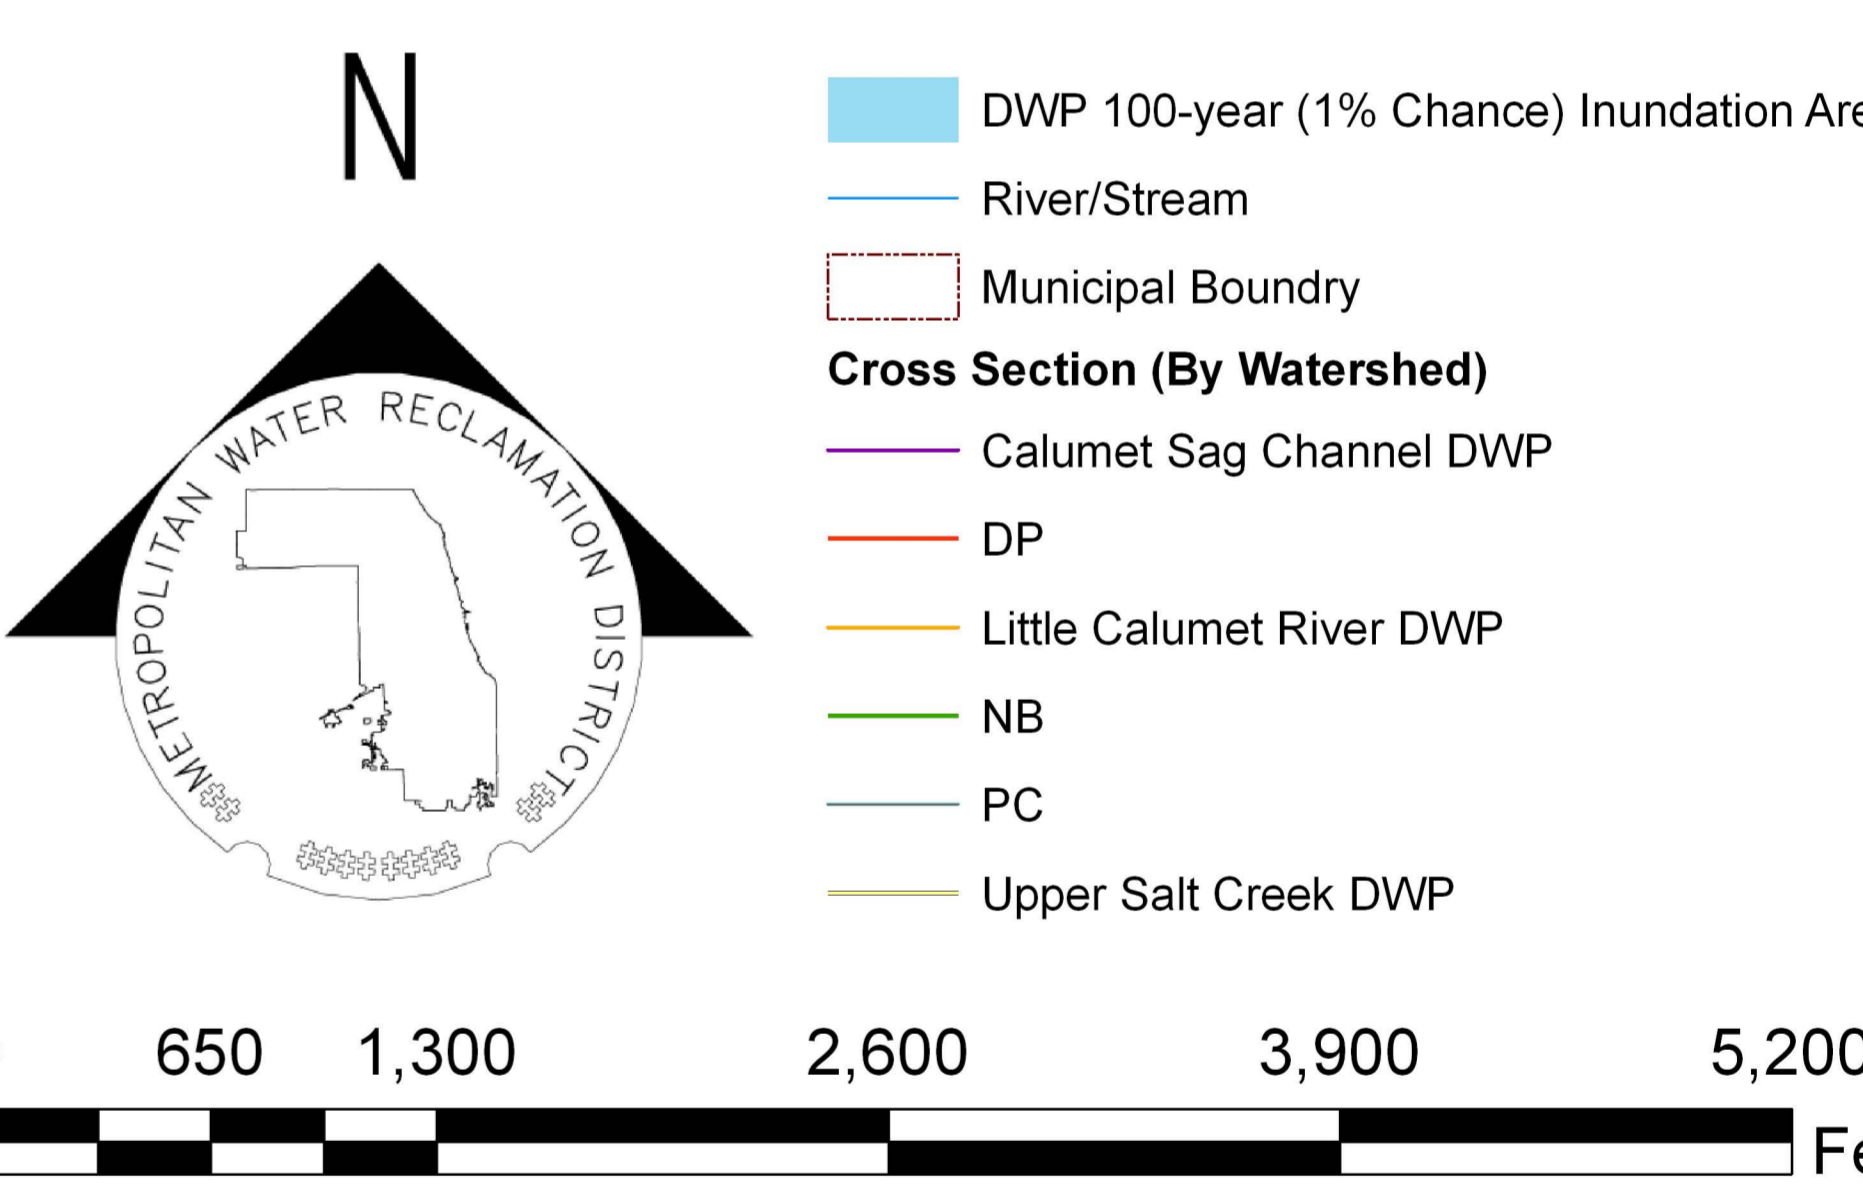 N
METROPOLITAN WATER RECLAMATION DISTRICT
DWP 100-year (1% Chance) Inundation Are
River/Stream
Municipal Boundry
Cross Section (By Watershed)
Calumet Sag Channel DWP
DP
Little Calumet River DWP
NB
PC
Upper Salt Creek DWP
650 1,300 2,600 3,900 5,200
Fe